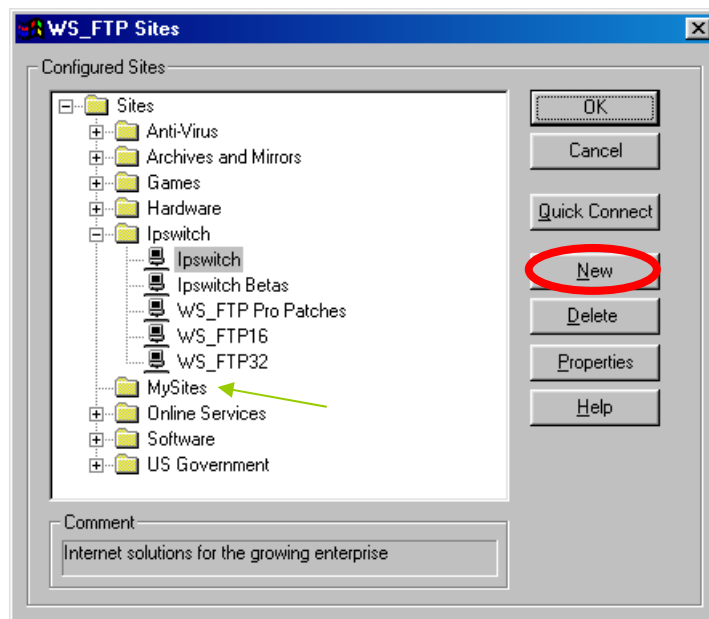 WS_FTP Sites
Configured Sites
Sites
Anti-Virus
Archives and Mirrors
Games
Hardware
Ipswitch
Ipswitch
Ipswitch Betas
WS_FTP Pro Patches
WS_FTP16
WS_FTP32
MySites
Online Services
Software
US Government
OK
Cancel
Quick Connect
New
Delete
Properties
Help
Comment
Internet solutions for the growing enterprise